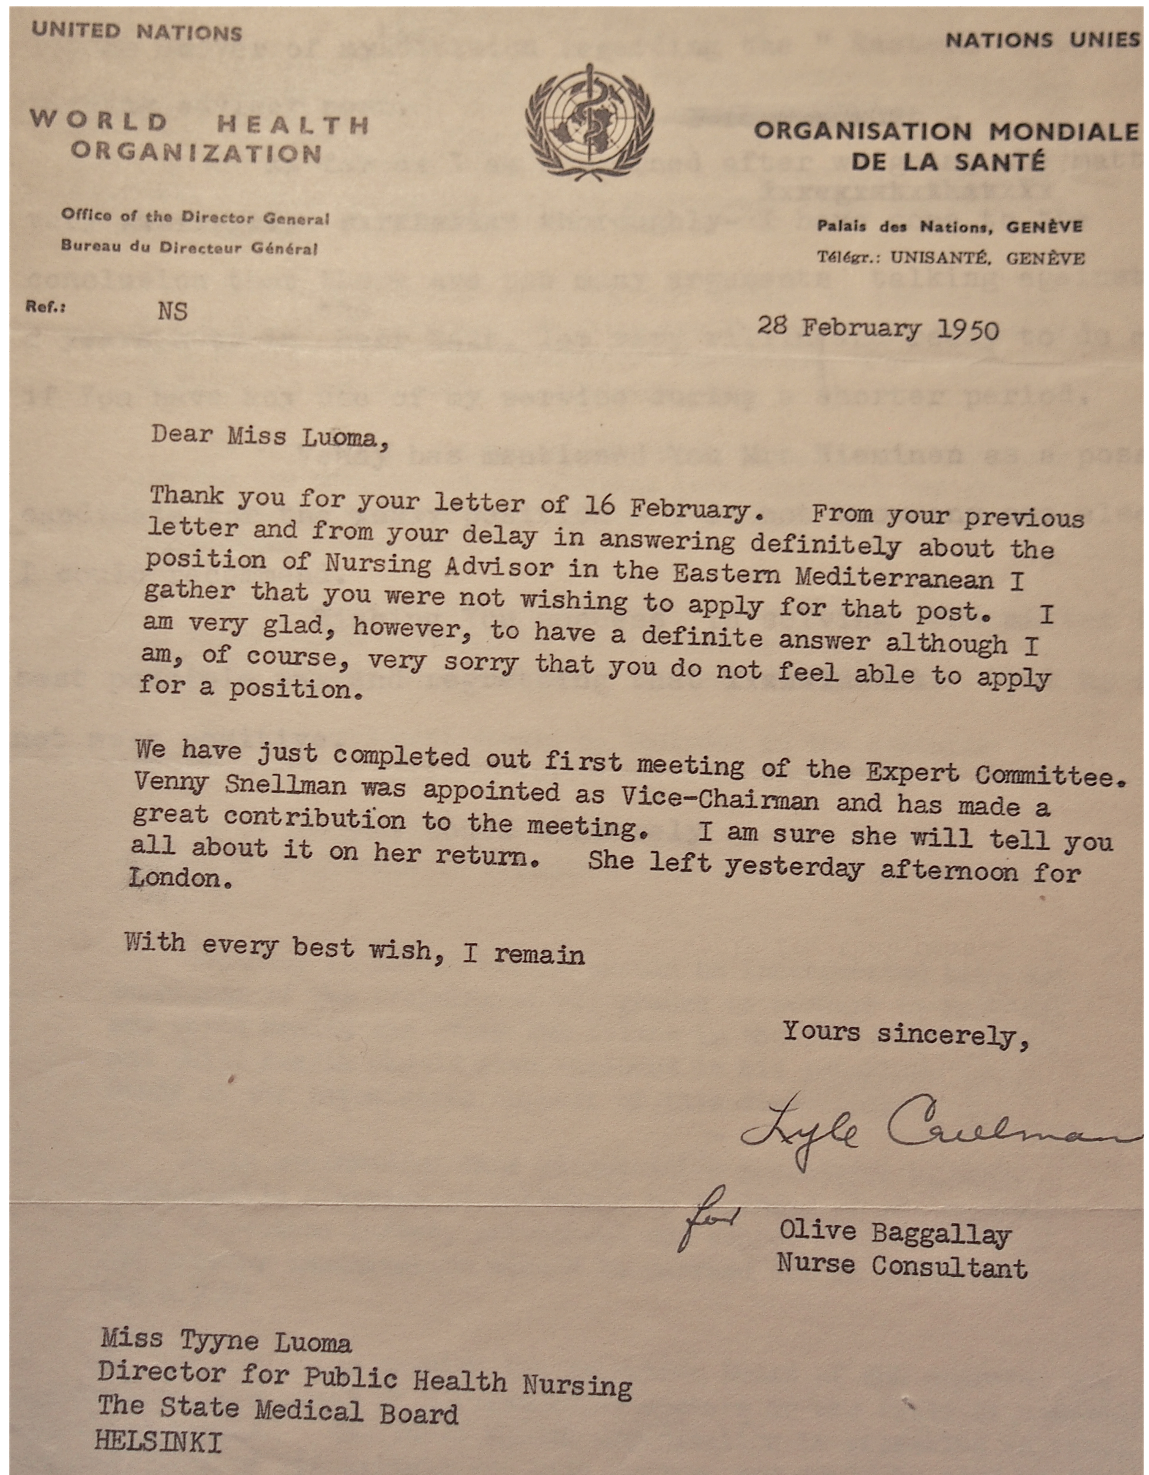 UNITED NATIONS
NATIONS UNIES
WORLD HEALTH
ORGANIZATION
ORGANISATION MONDIALE
DE LA SANTÉ
Office of the Director General
Bureau du Directeur Général
Palais des Nations, GENÈVE
Télégr.: UNISANTÉ, GENÈVE
Ref.: NS
28 February 1950
Dear Miss Luoma,
Thank you for your letter of 16 February. From your previous
letter and from your delay in answering definitely about the
position of Nursing Advisor in the Eastern Mediterranean I
gather that you were not wishing to apply for that post. I
am very glad, however, to have a definite answer although I
am, of course, very sorry that you do not feel able to apply
for a position.
We have just completed out first meeting of the Expert Committee.
Venny Snellman was appointed as Vice-Chairman and has made a
great contribution to the meeting. I am sure she will tell you
all about it on her return. She left yesterday afternoon for
London.
With every best wish, I remain
Yours sincerely,
Lyle Creelman
for Olive Baggallay
Nurse Consultant
Miss Tyyne Luoma
Director for Public Health Nursing
The State Medical Board
HELSINKI